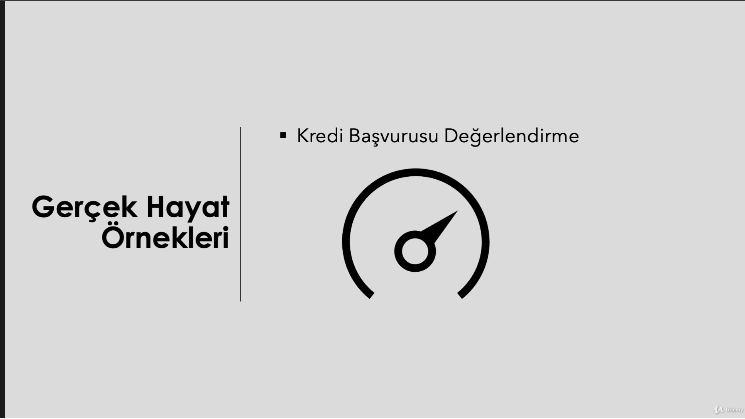 Gerçek Hayat
Örnekleri
▪ Kredi Başvurusu Değerlendirme